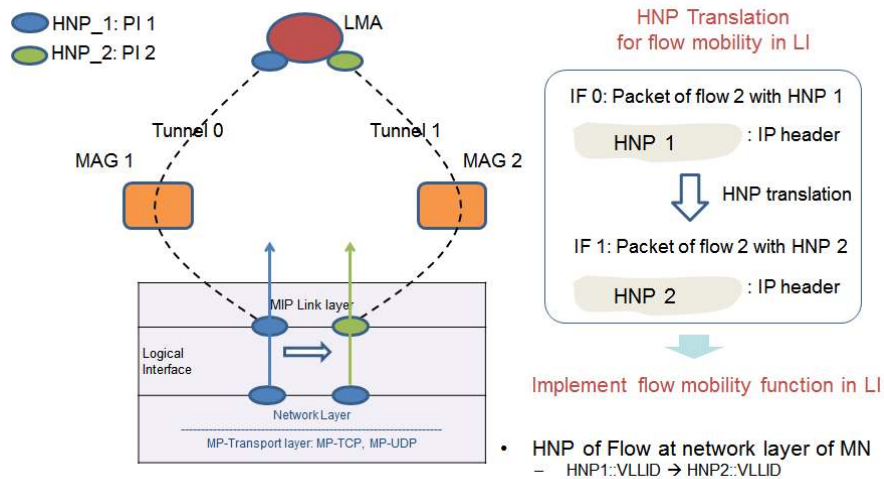 HNP_1: PI 1
HNP_2: PI 2
LMA
Tunnel 0
Tunnel 1
MAG 1
MAG 2
MIP Link layer
Logical
Interface
Network Layer
MP-Transport layer: MP-TCP, MP-UDP
HNP Translation
for flow mobility in LI
IF 0: Packet of flow 2 with HNP 1
HNP 1 : IP header
HNP translation
IF 1: Packet of flow 2 with HNP 2
HNP 2 : IP header
Implement flow mobility function in LI
• HNP of Flow at network layer of MN
– HNP1::VLLID → HNP2::VLLID